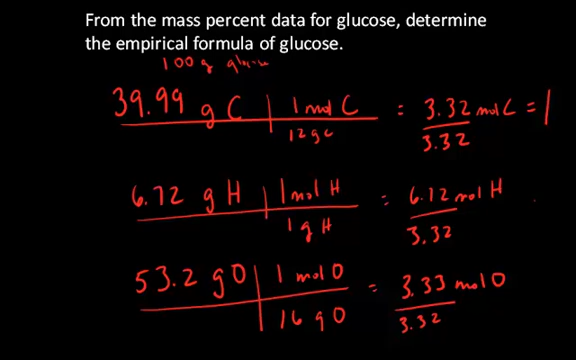 From the mass percent data for glucose, determine
the empirical formula of glucose.
100 g glucose
39.99 g C | 1 mol C = 3.32 mol C = 1
12 g C 3.32
6.72 g H | 1 mol H = 6.72 mol H
1 g H 3.32
53.2 g O | 1 mol O = 3.33 mol O
16 g O 3.32